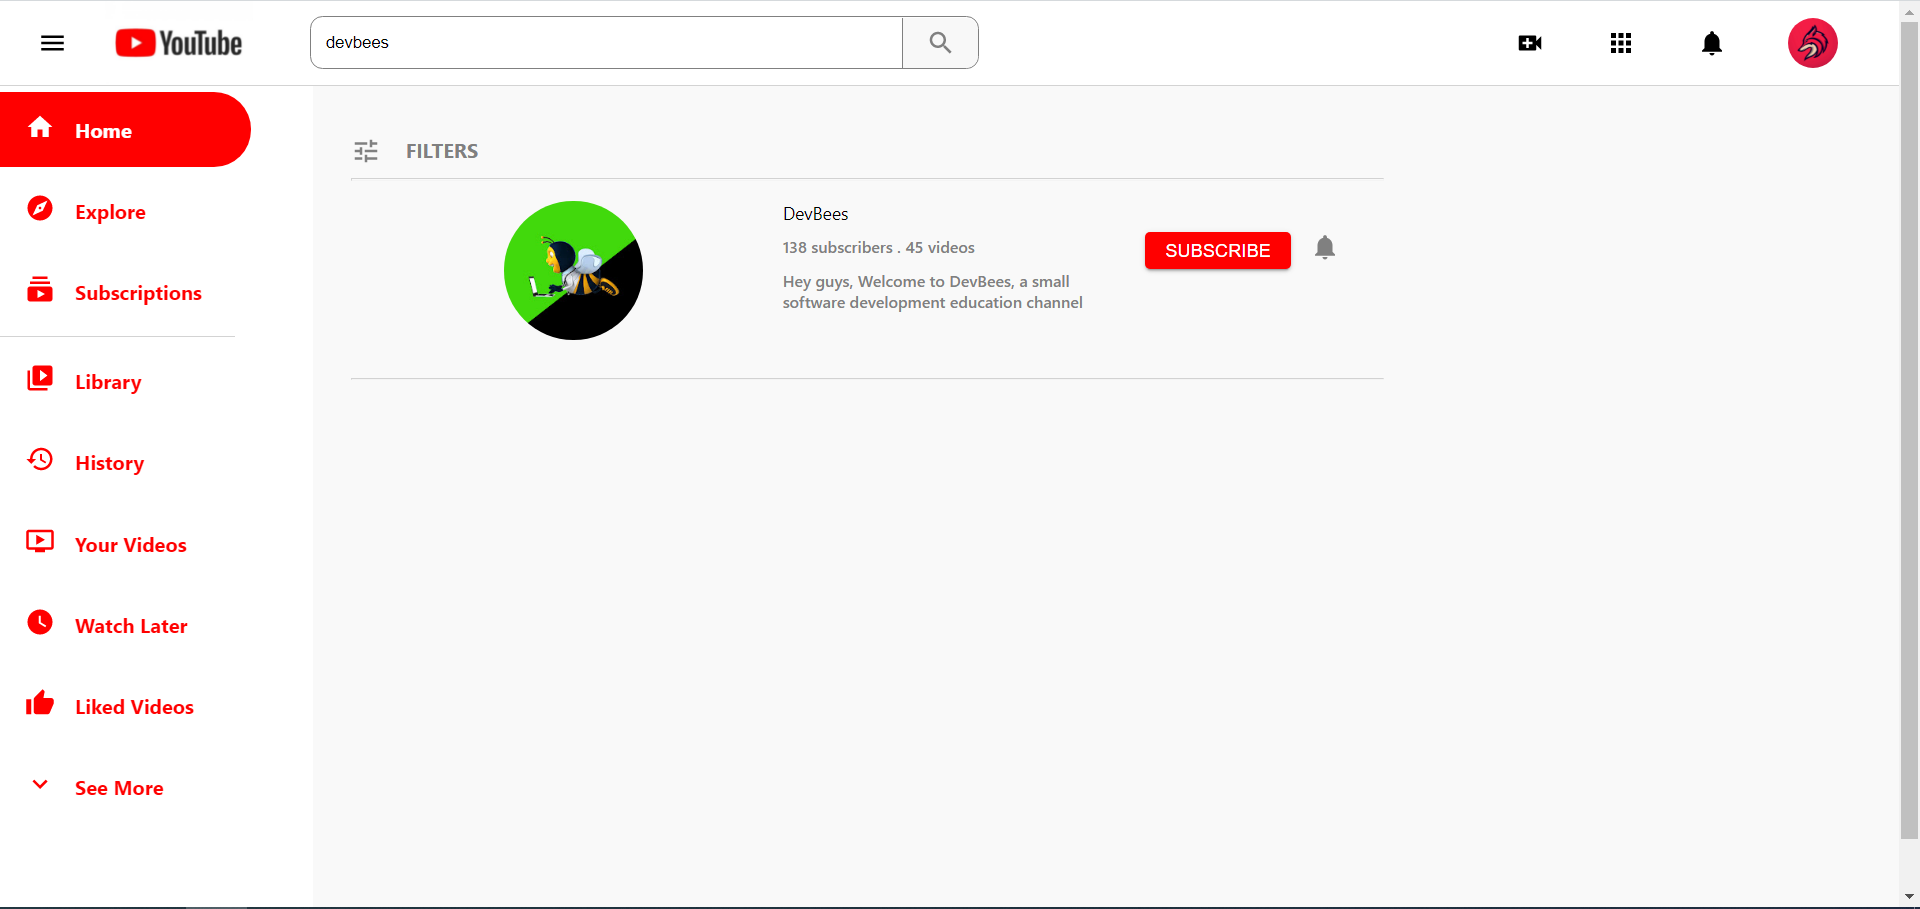 YouTube
devbees
Home
Explore
Subscriptions
Library
History
Your Videos
Watch Later
Liked Videos
See More
FILTERS
DevBees
138 subscribers . 45 videos
Hey guys, Welcome to DevBees, a small
software development education channel
SUBSCRIBE